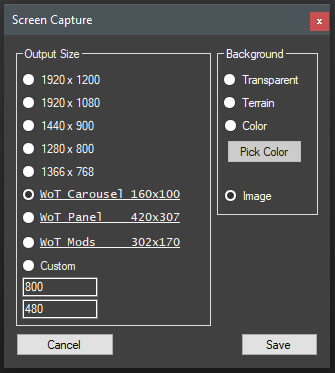 Screen Capture
x
Output Size
1920 x 1200
1920 x 1080
1440 x 900
1280 x 800
1366 x 768
WoT Carousel 160x100
WoT Panel 420x307
WoT Mods 302x170
Custom
800
480
Background
Transparent
Terrain
Color
Pick Color
Image
Cancel
Save